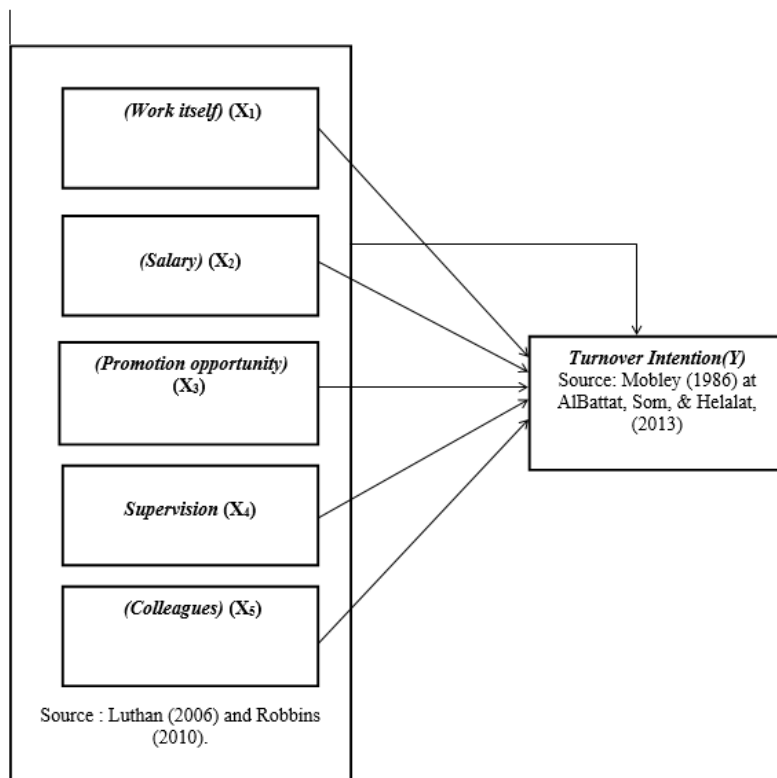 (Work itself) (X₁)
(Salary) (X₂)
(Promotion opportunity)
(X₃)
Supervision (X₄)
(Colleagues) (X₅)
Source : Luthan (2006) and Robbins
(2010).
Turnover Intention(Y)
Source: Mobley (1986) at
AlBattat, Som, & Helalat,
(2013)